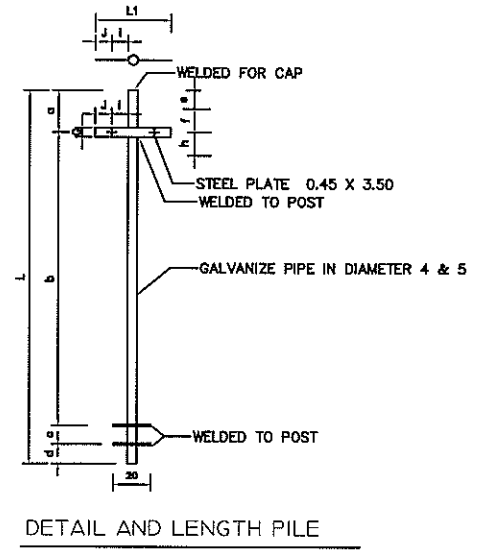 L1
J I
WELDED FOR CAP
a
e
J I
f
h
STEEL PLATE 0.45 X 3.50
WELDED TO POST
L
b
GALVANIZE PIPE IN DIAMETER 4 & 5
WELDED TO POST
d
20
DETAIL AND LENGTH PILE